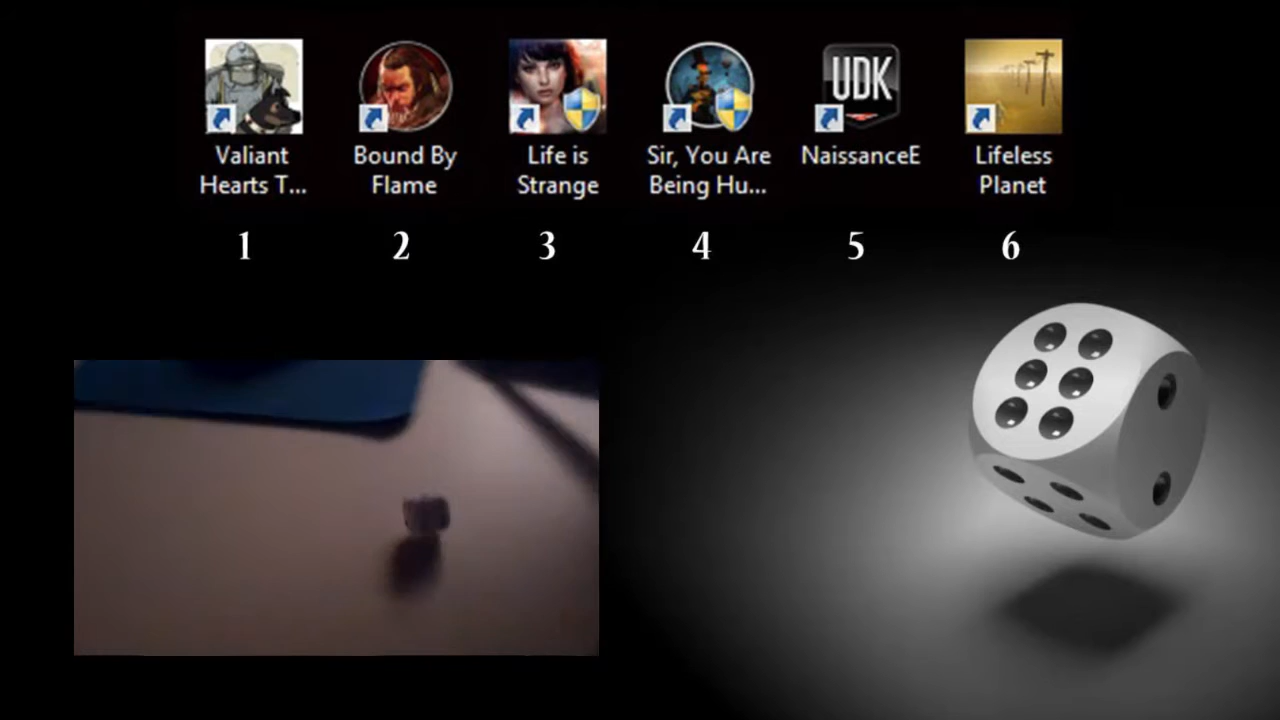 UDK
Valiant
Hearts T...
Bound By
Flame
Life is
Strange
Sir, You Are
Being Hu...
NaissanceE
Lifeless
Planet
1 2 3 4 5 6